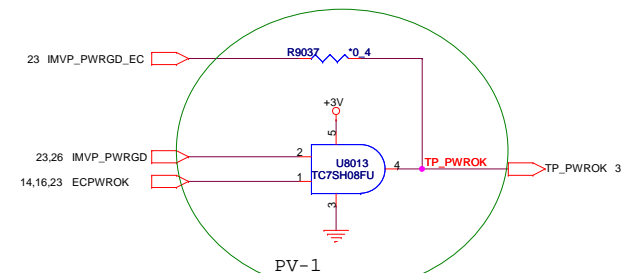 23 IMVP_PWRGD_EC
R9037 *0_4
+3V
5
23,26 IMVP_PWRGD 2
U8013
4 TP_PWROK
TP_PWROK 3
14,16,23 ECPWROK 1
TC7SH08FU
3
PV-1